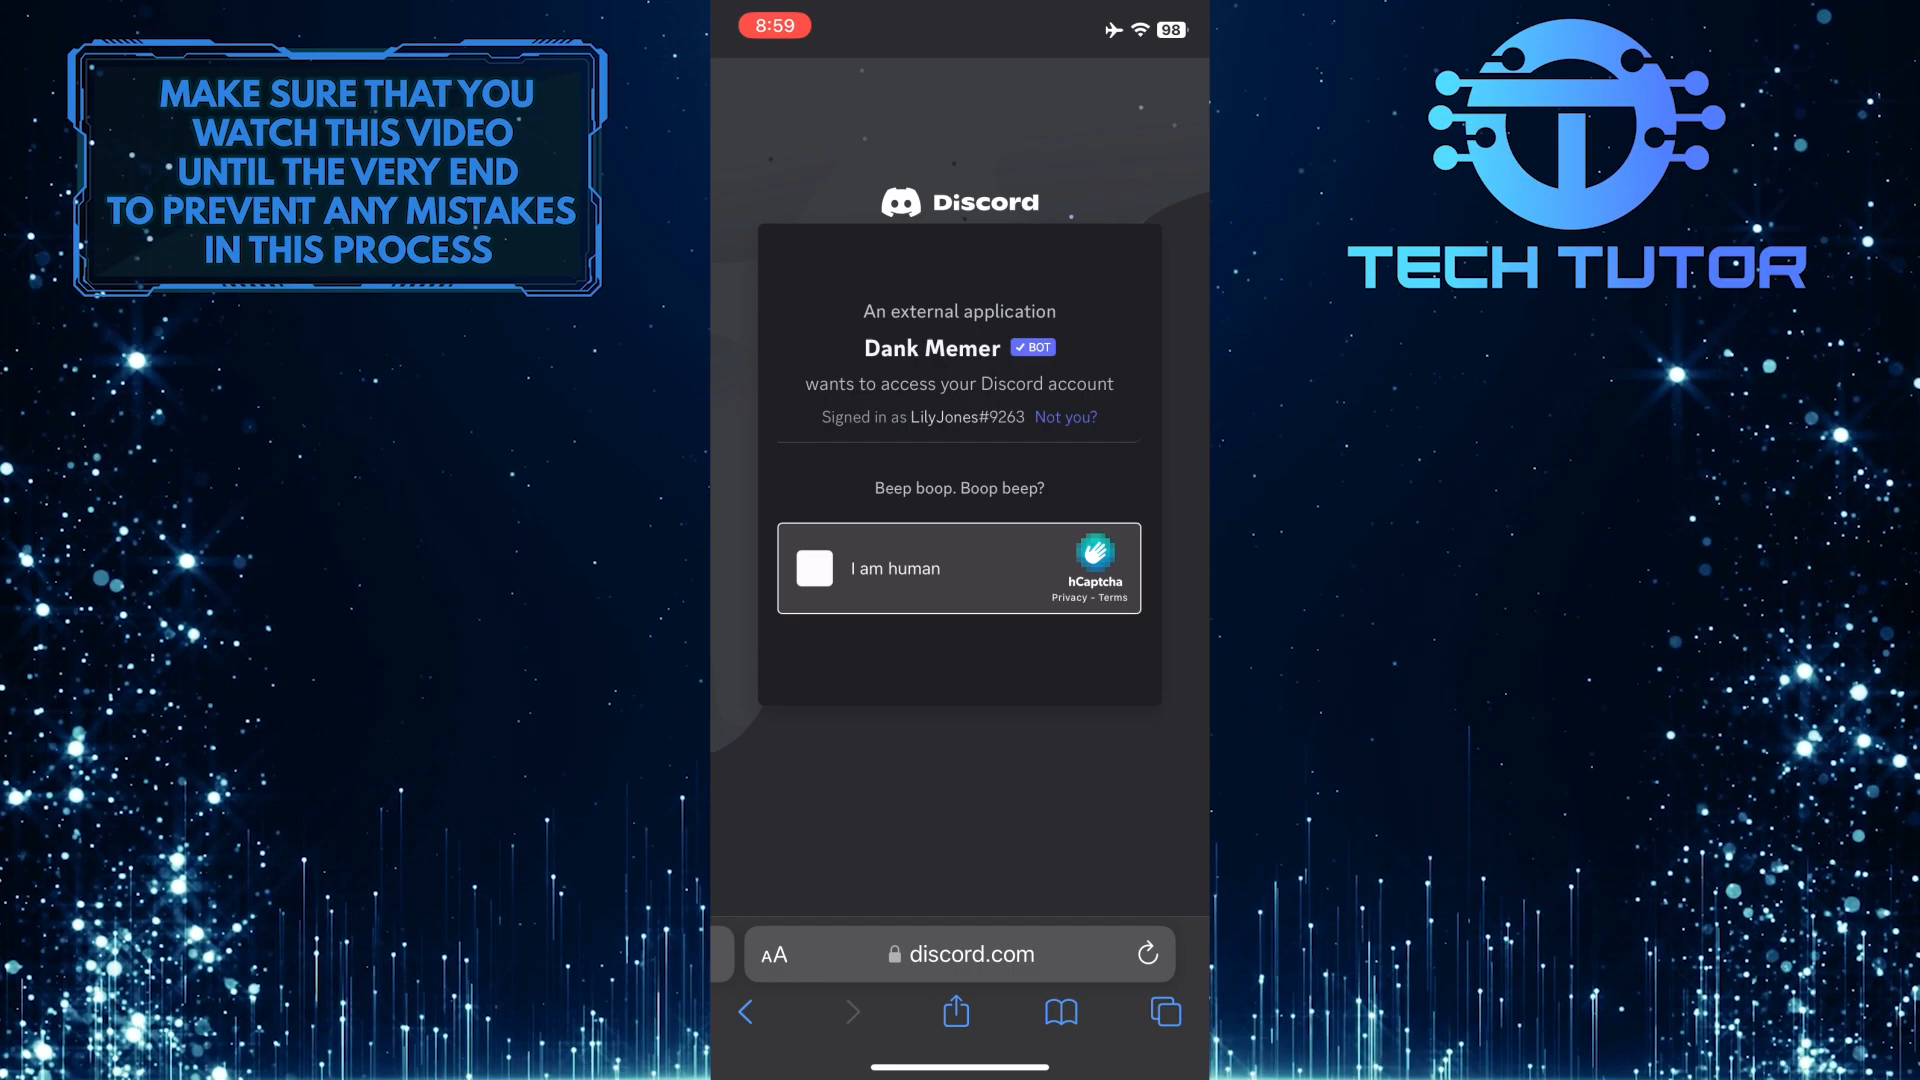 MAKE SURE THAT YOU
WATCH THIS VIDEO
UNTIL THE VERY END
TO PREVENT ANY MISTAKES
IN THIS PROCESS
8:59
98
Discord
An external application
Dank Memer BOT
wants to access your Discord account
Signed in as LilyJones#9263 Not you?
Beep boop. Boop beep?
I am human
hCaptcha
Privacy - Terms
AA discord.com
TECH TUTOR